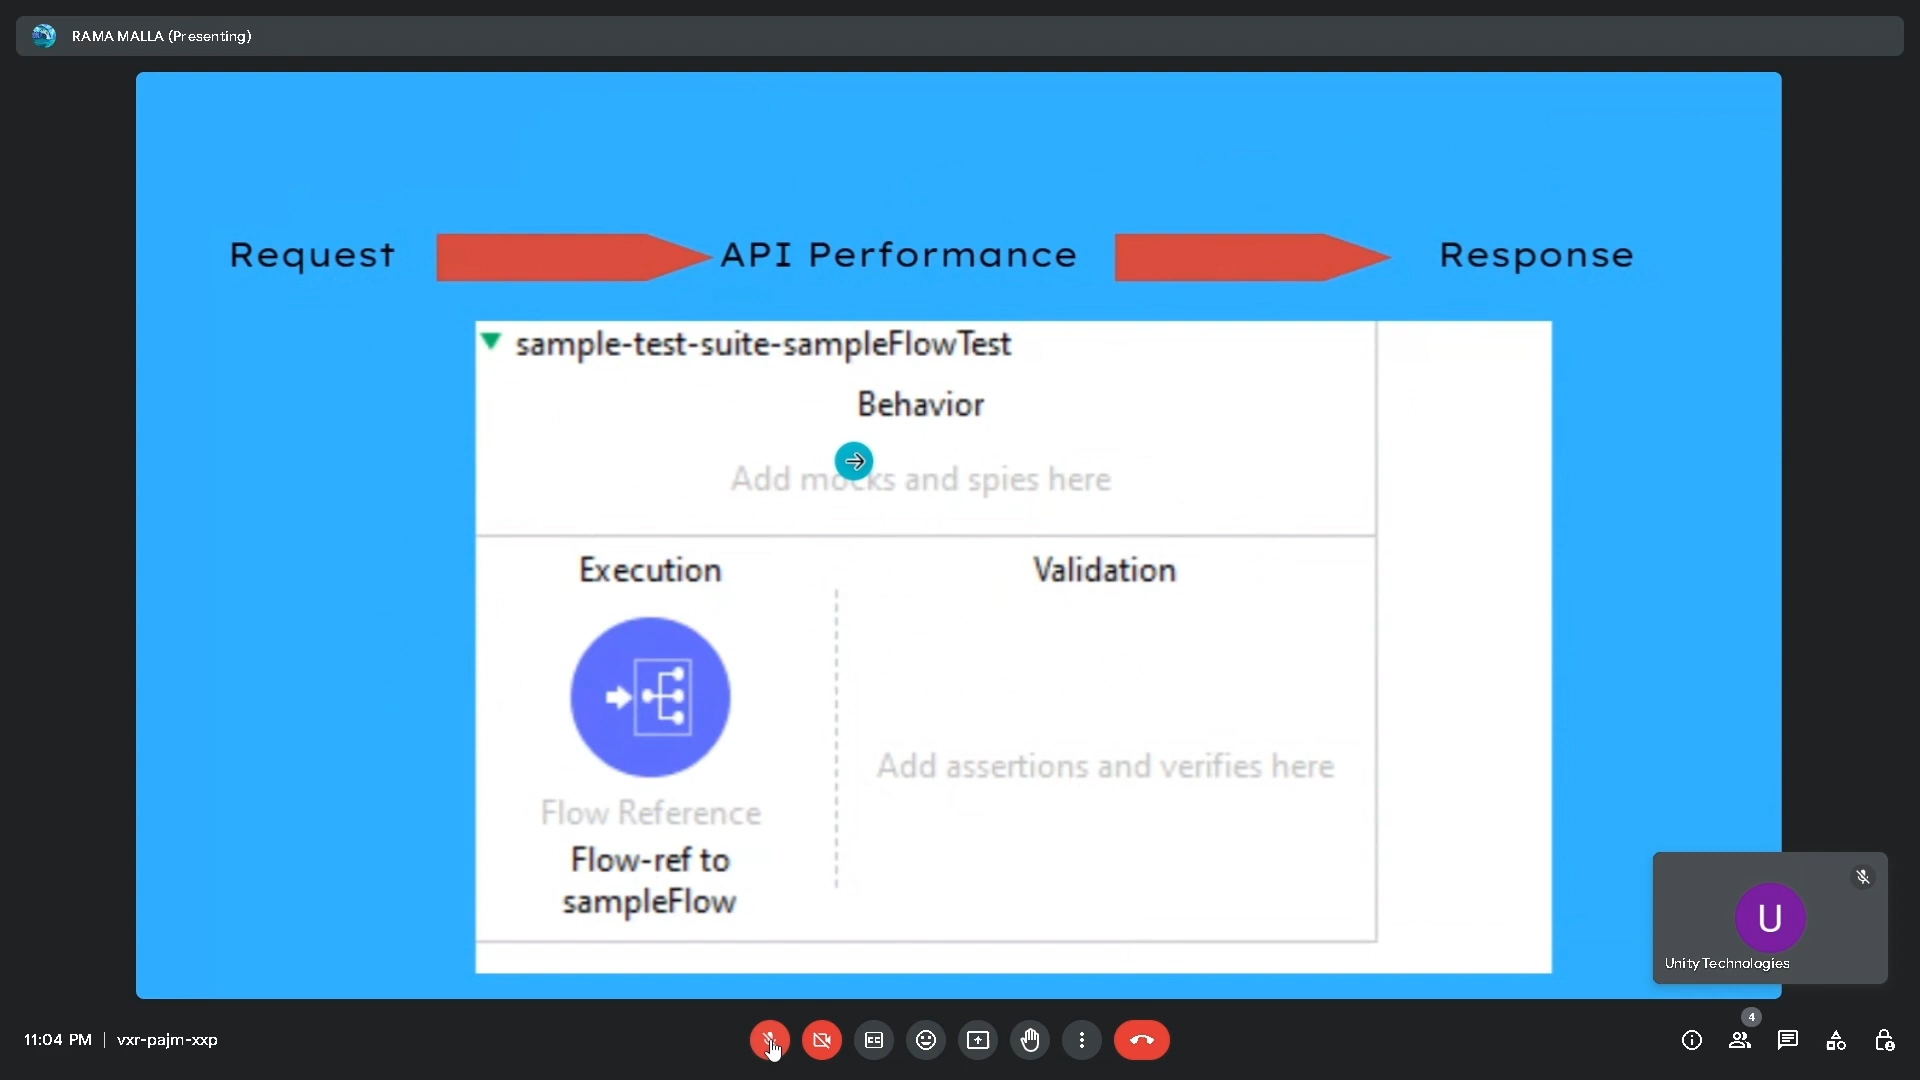 RAMA MALLA (Presenting)
Request API Performance Response
sample-test-suite-sampleFlowTest
Behavior
Add mocks and spies here
Execution Validation
Add assertions and verifies here
Flow Reference
Flow-ref to
sampleFlow
U
Unity Technologies
11:04 PM | vxr-pajm-xxp
4